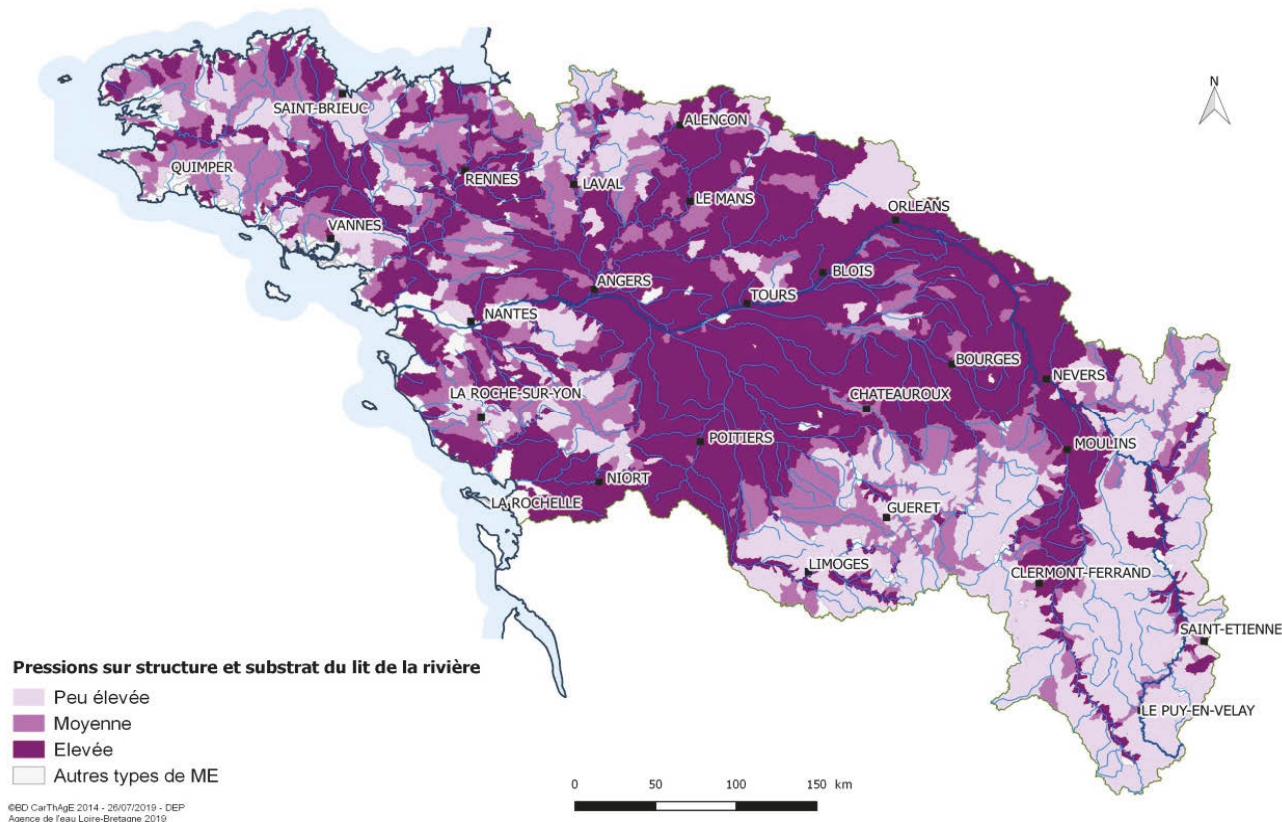 N
SAINT-BRIEUC
ALENCON
QUIMPER
RENNES
LAVAL
LE MANS
ORLEANS
VANNES
BLOIS
ANGERS
TOURS
NANTES
BOURGES
NEVERS
LA ROCHE-SUR-YON
CHATEAUROUX
POITIERS
MOULINS
NIORT
LA ROCHELLE
GUERET
LIMOGES
CLERMONT-FERRAND
SAINT-ETIENNE
LE PUY-EN-VELAY
Pressions sur structure et substrat du lit de la rivière
Peu élevée
Moyenne
Elevée
Autres types de ME
0 50 100 150 km
©BD CarThAgE 2014 - 26/07/2019 - DEP
Agence de l'eau Loire-Bretagne 2019